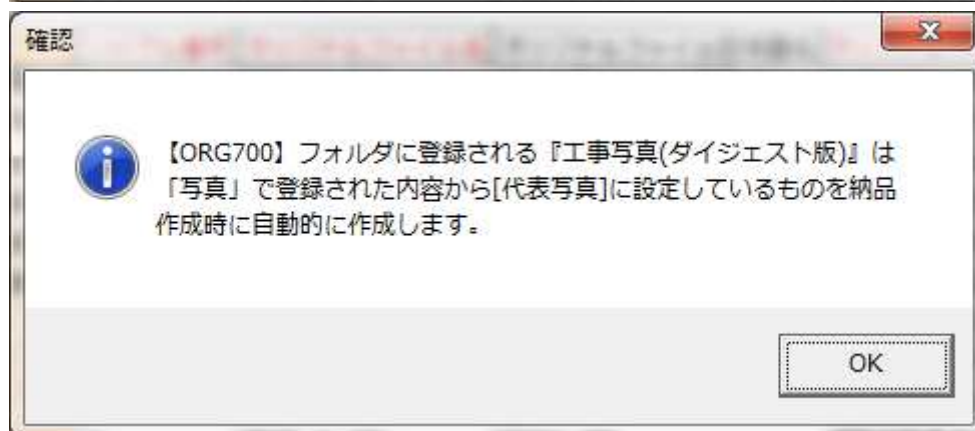 確認
【ORG700】フォルダに登録される『工事写真(ダイジェスト版)』は
「写真」で登録された内容から[代表写真]に設定しているものを納品
作成時に自動的に作成します。
OK